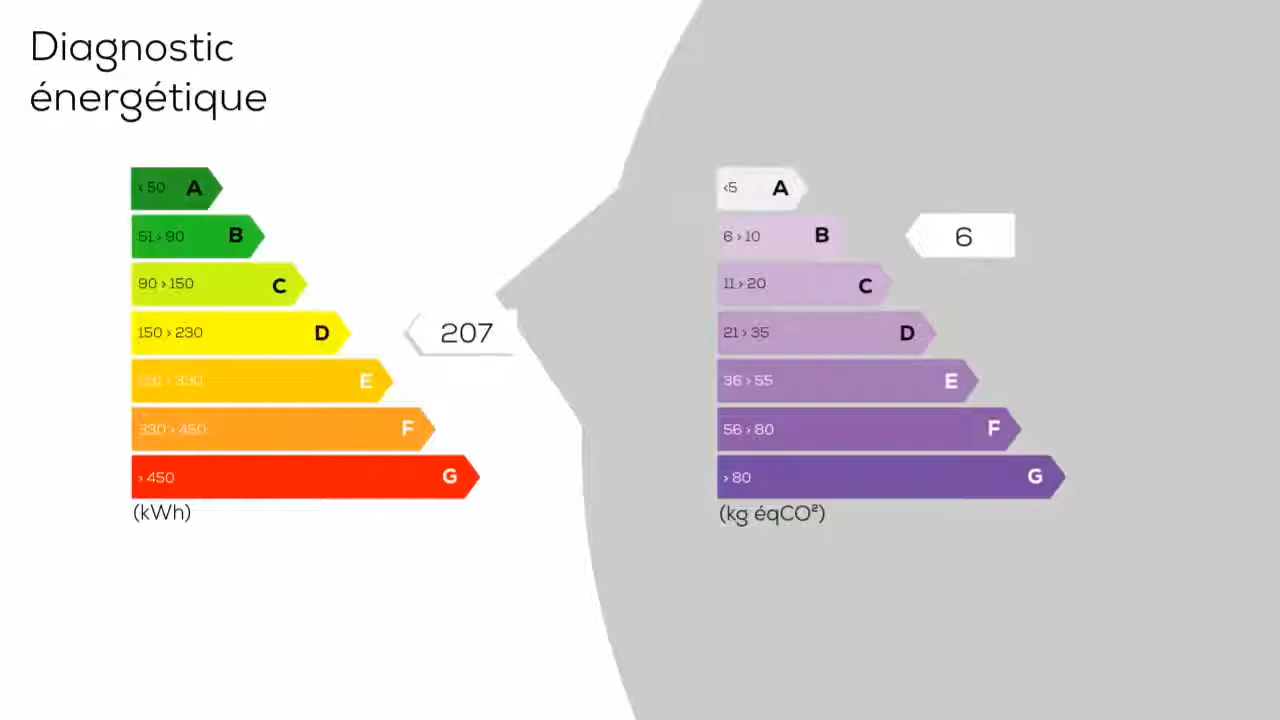 Diagnostic
énergétique
< 50 A
51 > 90 B
90 > 150 C
150 > 230 D
207
E
330 > 450 F
> 450 G
(kWh)
<5 A
6 > 10 B
6
11 > 20 C
21 > 35 D
36 > 55 E
56 > 80 F
> 80 G
(kg éqCO²)